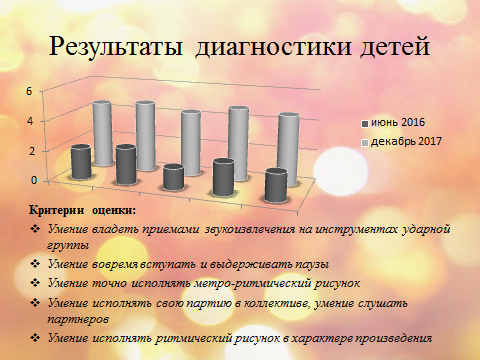 Результаты диагностики детей
6
4
2
0
июнь 2016
декабрь 2017
Критерии оценки:
❖ Умение владеть приемами звукоизвлечения на инструментах ударной
группы
❖ Умение вовремя вступать и выдерживать паузы
❖ Умение точно исполнять метро-ритмический рисунок
❖ Умение исполнять свою партию в коллективе, умение слушать
партнеров
❖ Умение исполнять ритмический рисунок в характере произведения